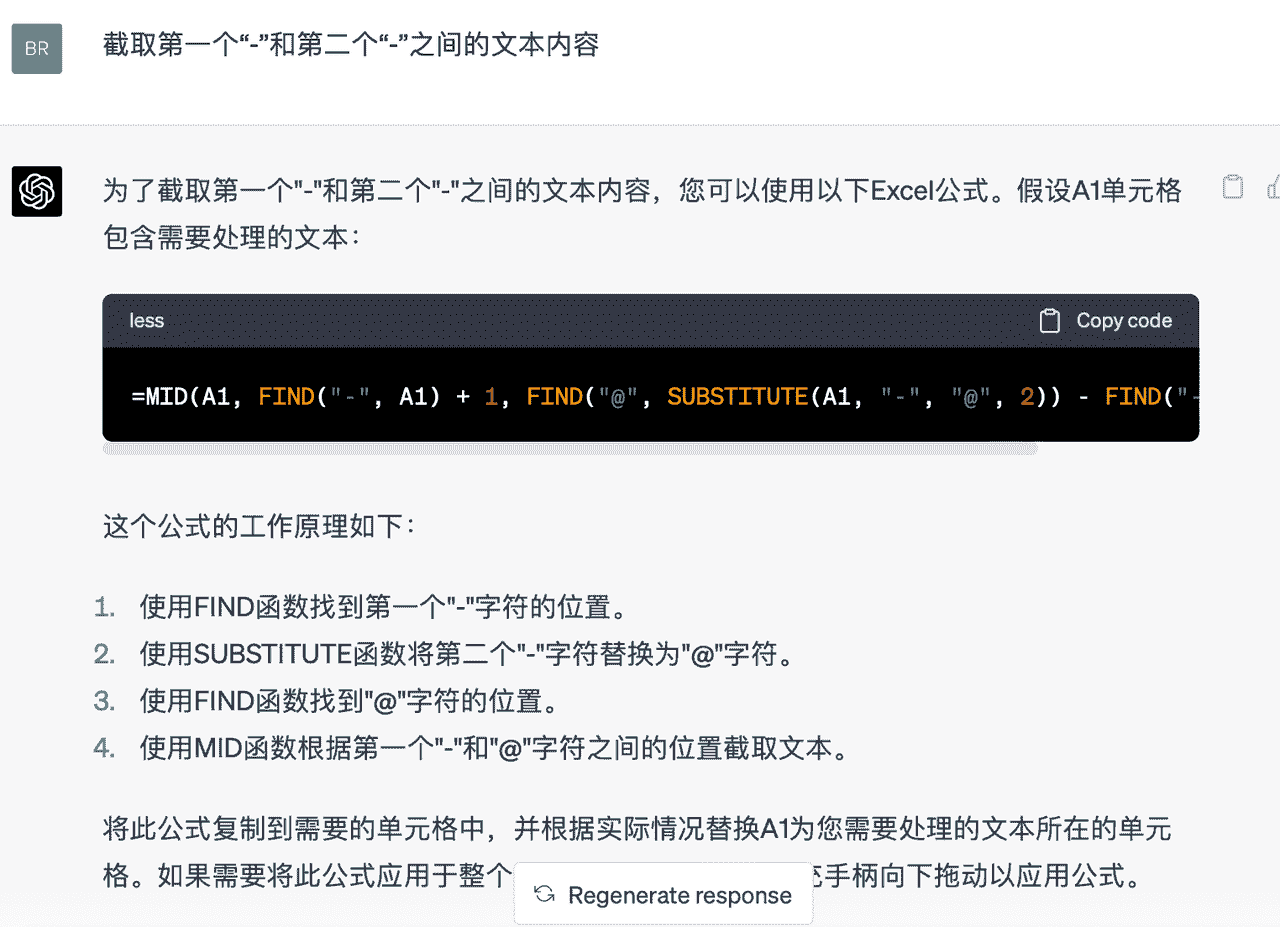 BR
截取第一个“-”和第二个“-”之间的文本内容
为了截取第一个"-"和第二个"-"之间的文本内容，您可以使用以下Excel公式。假设A1单元格
包含需要处理的文本：
less
Copy code
=MID(A1, FIND("-", A1) + 1, FIND("@", SUBSTITUTE(A1, "-", "@", 2)) - FIND("-
这个公式的工作原理如下：
1. 使用FIND函数找到第一个"-"字符的位置。
2. 使用SUBSTITUTE函数将第二个"-"字符替换为"@"字符。
3. 使用FIND函数找到"@"字符的位置。
4. 使用MID函数根据第一个"-"和"@"字符之间的位置截取文本。
将此公式复制到需要的单元格中，并根据实际情况替换A1为您需要处理的文本所在的单元
格。如果需要将此公式应用于整个 手柄向下拖动以应用公式。
Regenerate response